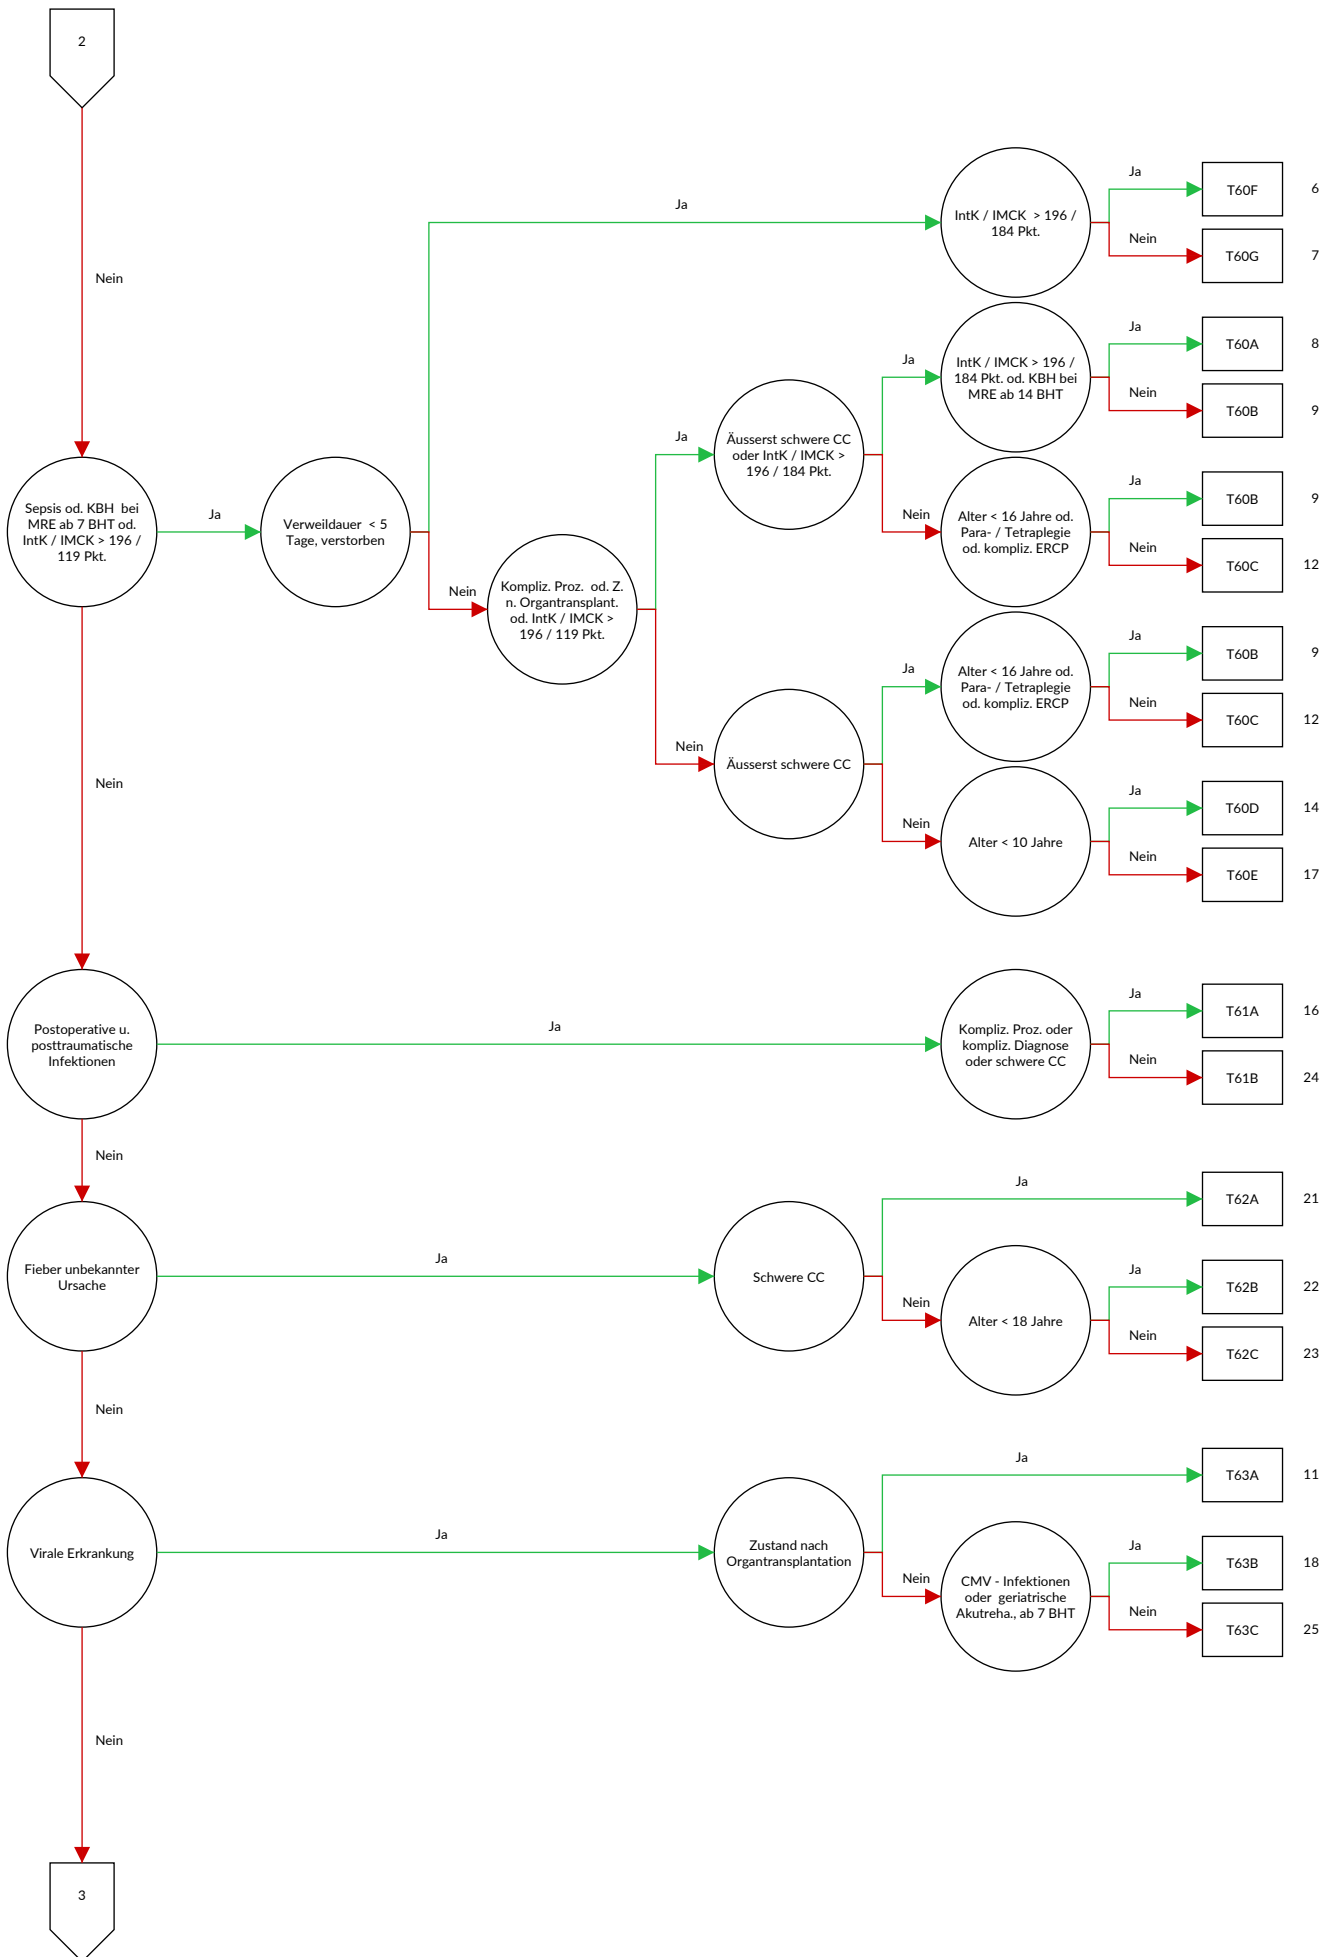 2
Nein
Ja
IntK / IMCK > 196 /
184 Pkt.
Ja
T60F
6
Nein
T60G
7
Ja
IntK / IMCK > 196 /
184 Pkt. od. KBH bei
MRE ab 14 BHT
Ja
T60A
8
Nein
T60B
9
Ja
Äusserst schwere CC
oder IntK / IMCK >
196 / 184 Pkt.
Nein
Alter < 16 Jahre od.
Para- / Tetraplegie
od. kompliz. ERCP
Ja
T60B
9
Nein
T60C
12
Sepsis od. KBH bei
MRE ab 7 BHT od.
IntK / IMCK > 196 /
119 Pkt.
Ja
Verweildauer < 5
Tage, verstorben
Nein
Kompliz. Proz. od. Z.
n. Organtransplant.
od. IntK / IMCK >
196 / 119 Pkt.
Ja
Alter < 16 Jahre od.
Para- / Tetraplegie
od. kompliz. ERCP
Ja
T60B
9
Nein
T60C
12
Nein
Äusserst schwere CC
Nein
Alter < 10 Jahre
Ja
T60D
14
Nein
T60E
17
Nein
Postoperative u.
posttraumatische
Infektionen
Ja
Kompliz. Proz. oder
kompliz. Diagnose
oder schwere CC
Ja
T61A
16
Nein
T61B
24
Nein
Fieber unbekannter
Ursache
Ja
Schwere CC
Ja
T62A
21
Nein
Alter < 18 Jahre
Ja
T62B
22
Nein
T62C
23
Nein
Virale Erkrankung
Ja
Zustand nach
Organtransplantation
Ja
T63A
11
Nein
CMV - Infektionen
oder geriatrische
Akutreha., ab 7 BHT
Ja
T63B
18
Nein
T63C
25
Nein
3